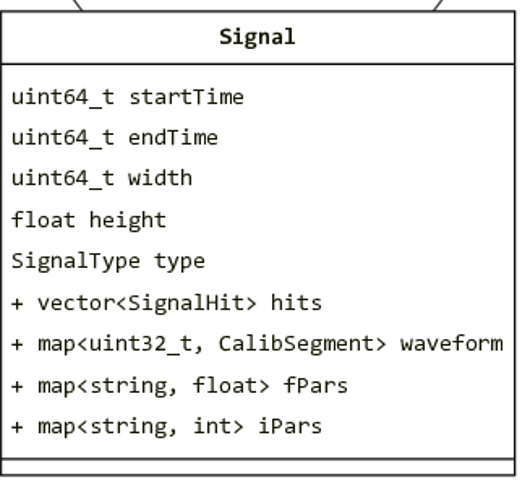 Signal
uint64_t startTime
uint64_t endTime
uint64_t width
float height
SignalType type
+ vector<SignalHit> hits
+ map<uint32_t, CalibSegment> waveform
+ map<string, float> fPars
+ map<string, int> iPars